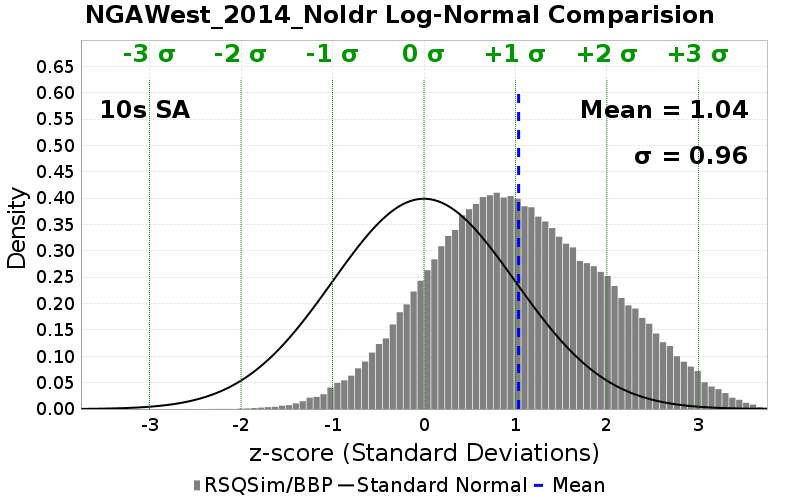 NGAWest_2014_NoIdr Log-Normal Comparision
-3 σ -2 σ -1 σ 0 σ +1 σ +2 σ +3 σ
10s SA
Mean = 1.04
σ = 0.96
Density
0.65
0.60
0.55
0.50
0.45
0.40
0.35
0.30
0.25
0.20
0.15
0.10
0.05
0.00
-3 -2 -1 0 1 2 3
z-score (Standard Deviations)
RSQSim/BBP Standard Normal Mean